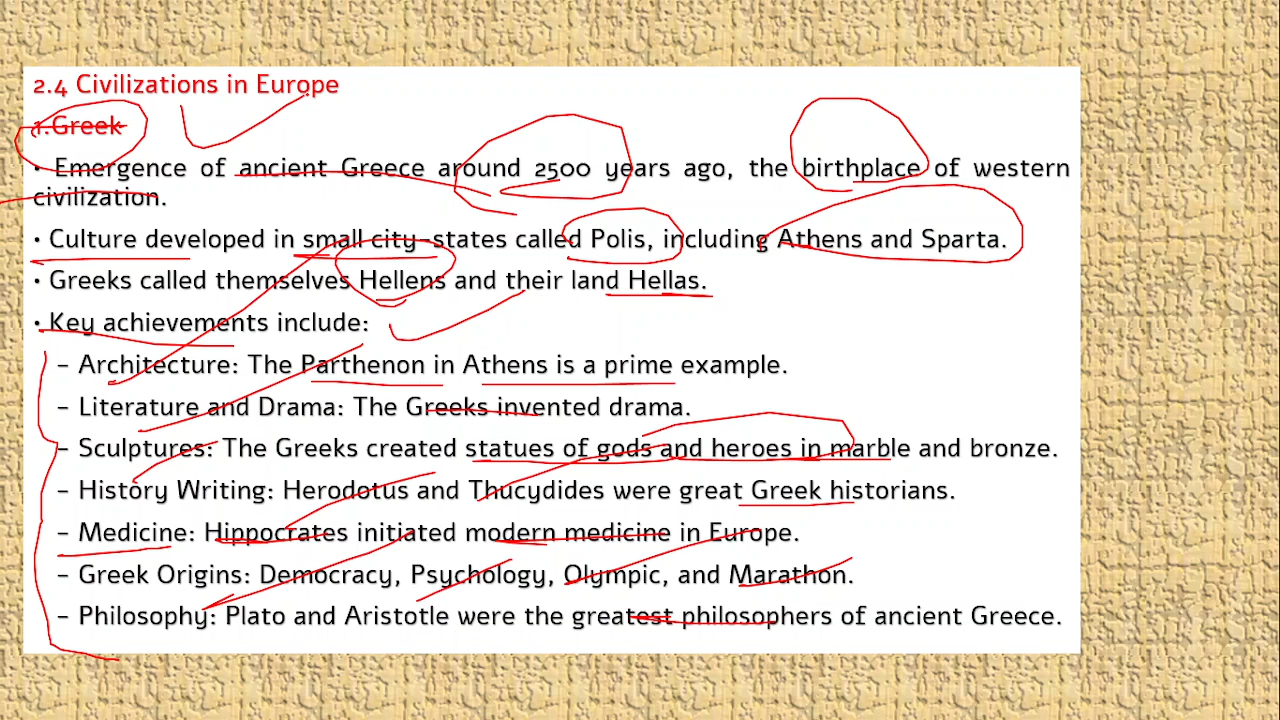 2.4 Civilizations in Europe
1.Greek
• Emergence of ancient Greece around 2500 years ago, the birthplace of western
civilization.
• Culture developed in small city-states called Polis, including Athens and Sparta.
• Greeks called themselves Hellens and their land Hellas.
• Key achievements include:
– Architecture: The Parthenon in Athens is a prime example.
– Literature and Drama: The Greeks invented drama.
– Sculptures: The Greeks created statues of gods and heroes in marble and bronze.
– History Writing: Herodotus and Thucydides were great Greek historians.
– Medicine: Hippocrates initiated modern medicine in Europe.
– Greek Origins: Democracy, Psychology, Olympic, and Marathon.
– Philosophy: Plato and Aristotle were the greatest philosophers of ancient Greece.